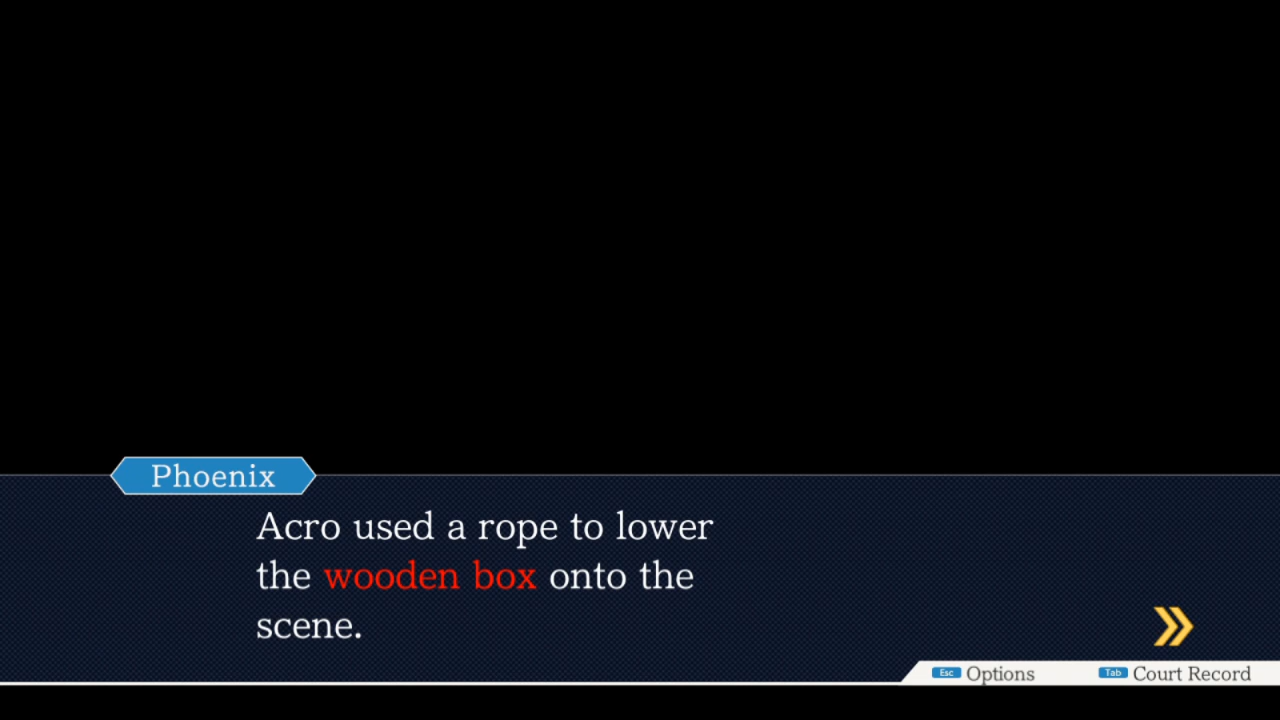 Phoenix
Acro used a rope to lower
the wooden box onto the
scene.
Esc Options Tab Court Record